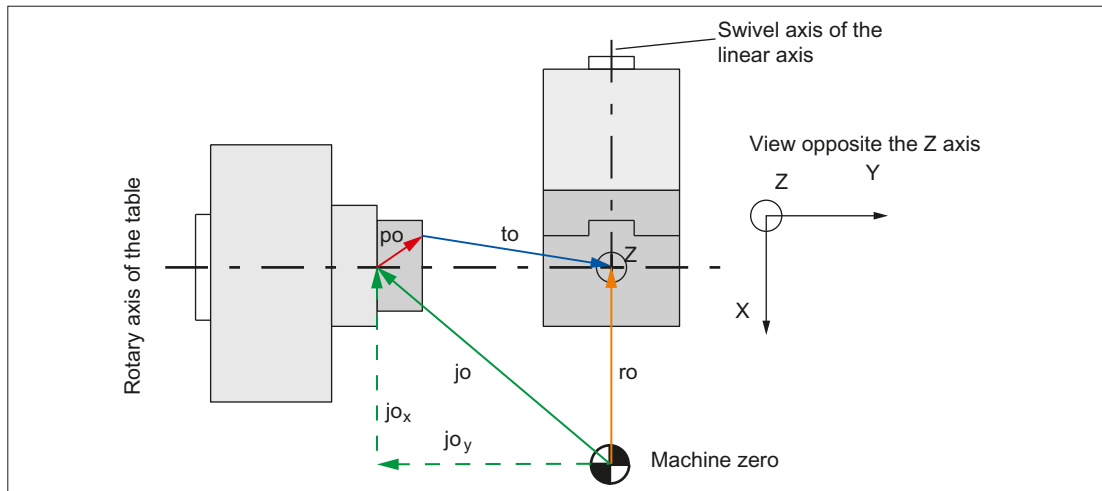 Swivel axis of the
linear axis
View opposite the Z axis
Z
Y
X
Rotary axis of the table
po
to
Z
jo
ro
jox
joy
Machine zero